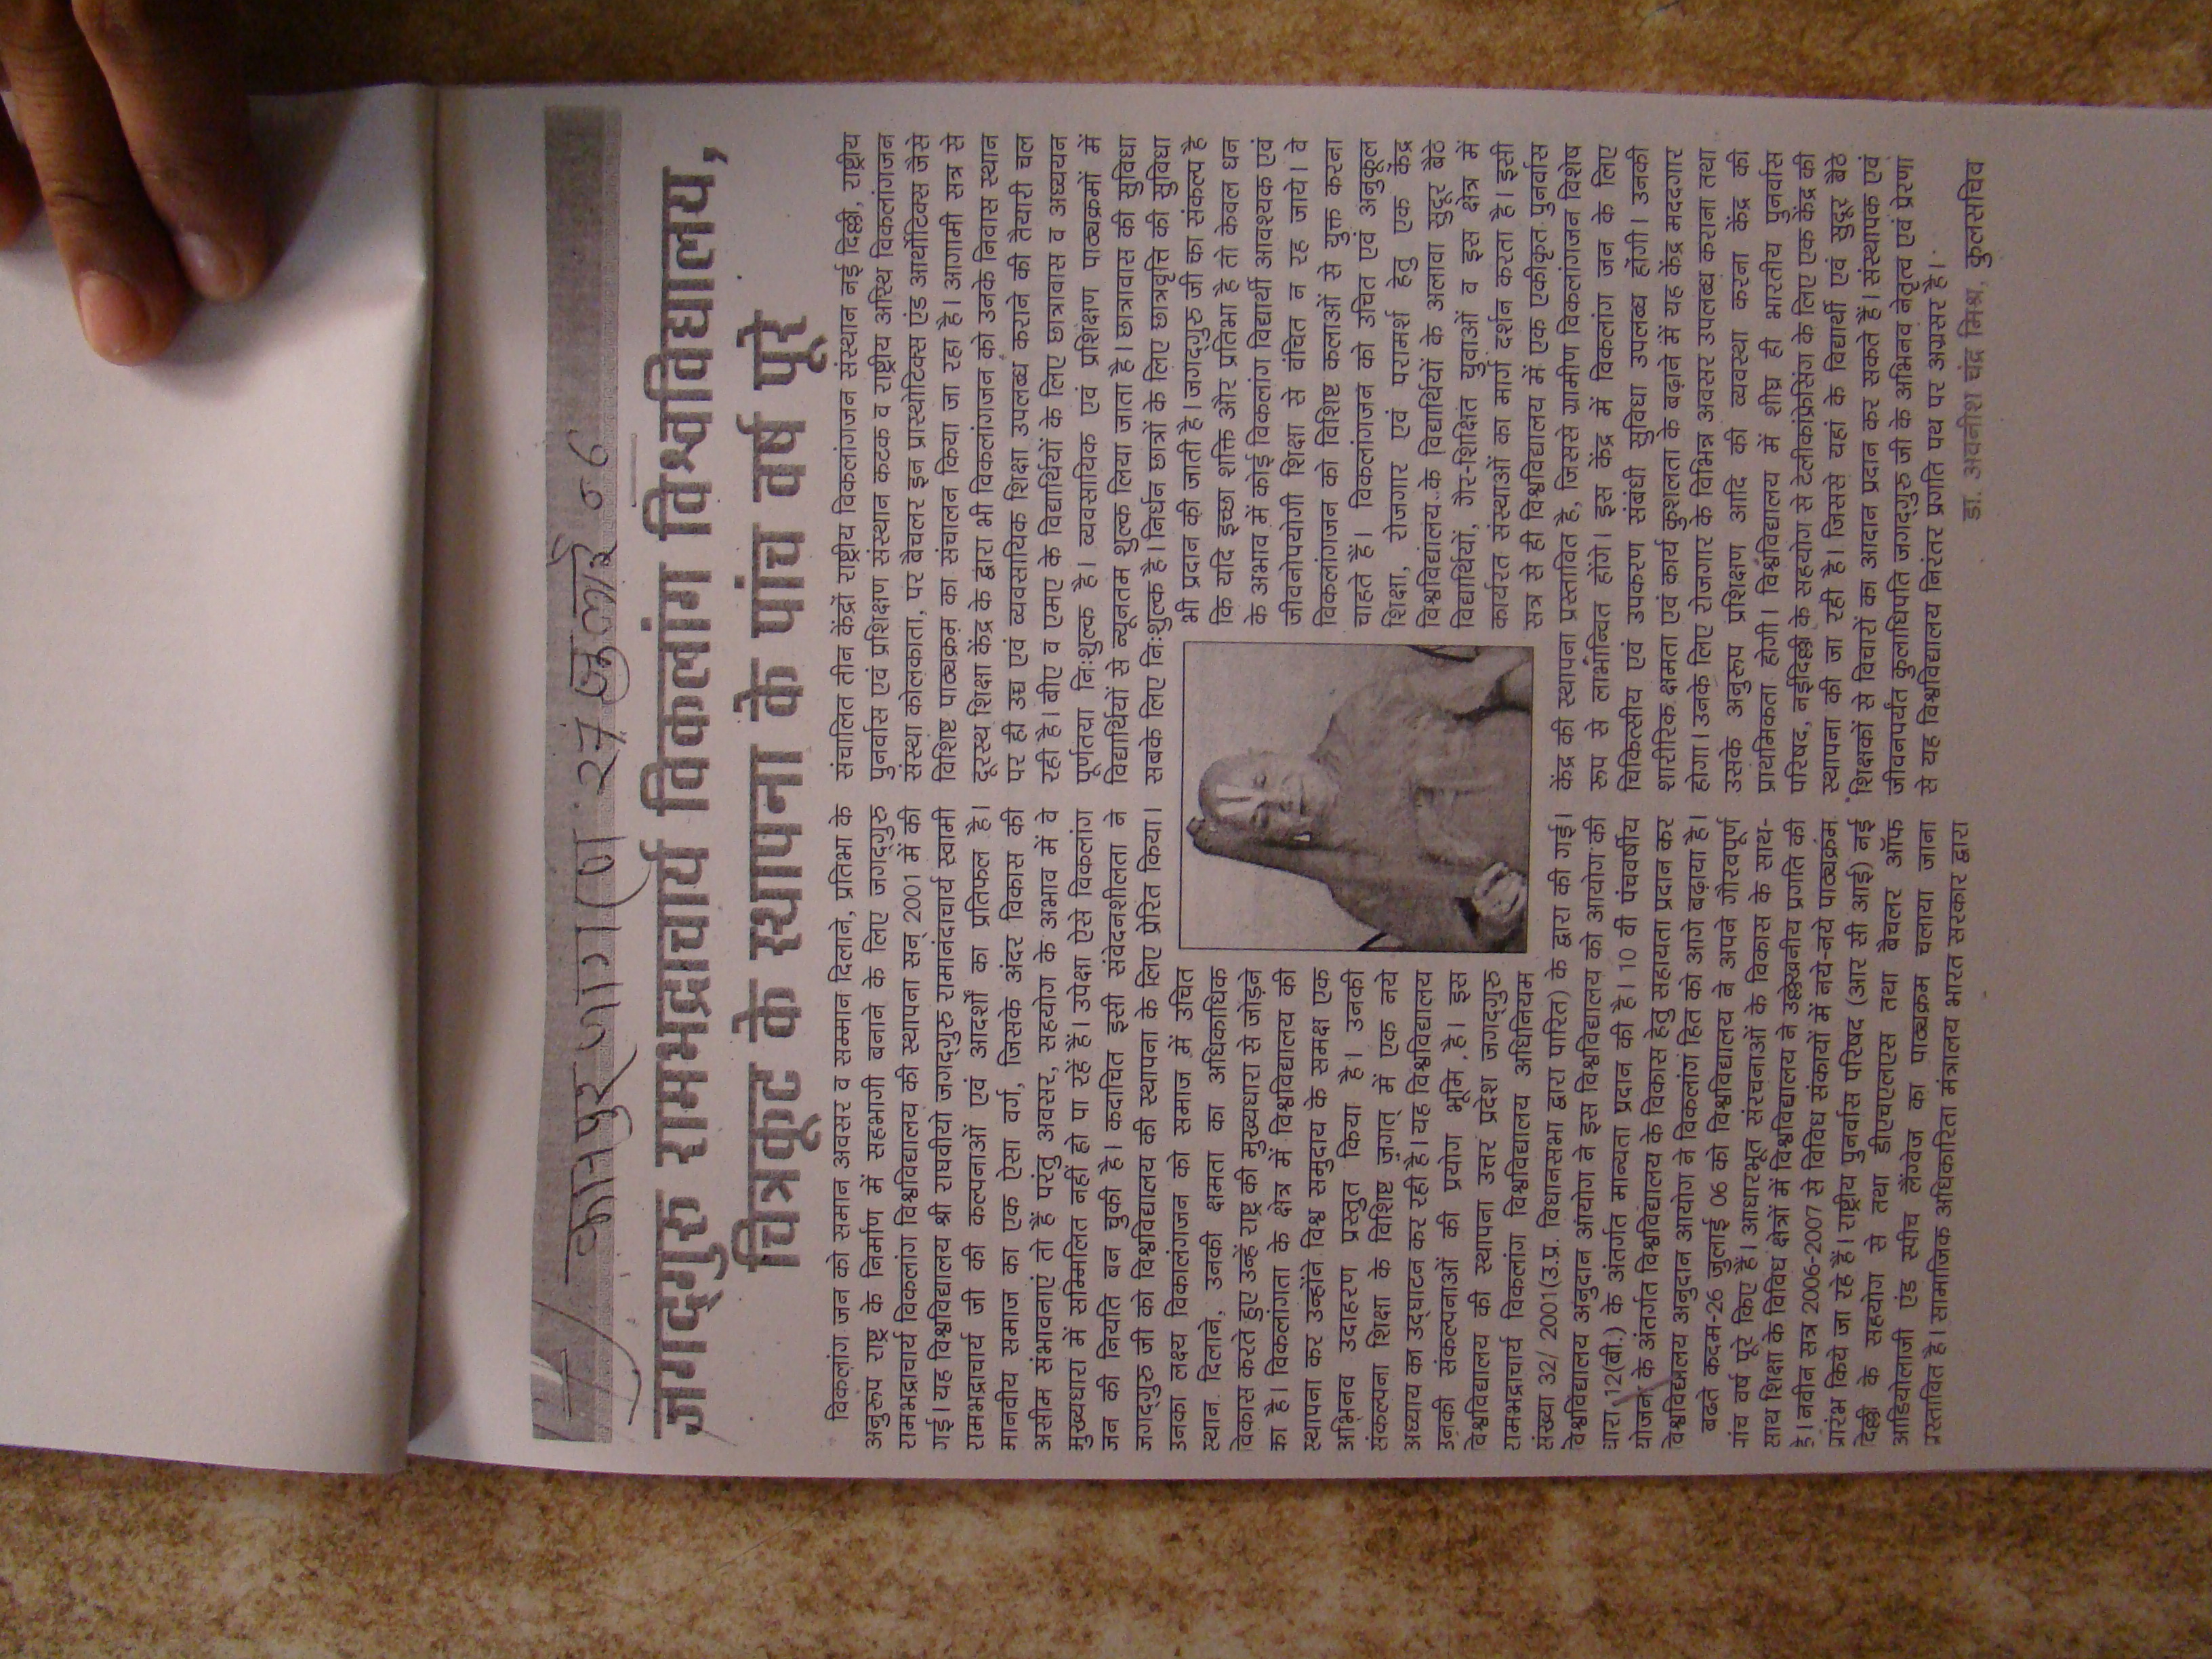 कानपुर जागरण 27 जुलाई 06
जगद्गुरु रामभद्राचार्य विकलांग विश्वविद्यालय,
चित्रकूट के स्थापना के पांच वर्ष पूरे
विकलांग जन को समान अवसर व सम्मान दिलाने, प्रतिभा के
अनुरूप राष्ट्र के निर्माण में सहभागी बनाने के लिए जगद्गुरु
रामभद्राचार्य विकलांग विश्वविद्यालय की स्थापना सन् 2001 में की
गई। यह विश्वविद्यालय श्री राघवीयो जगद्गुरु रामानंदाचार्य स्वामी
रामभद्राचार्य जी की कल्पनाओं एवं आदर्शों का प्रतिफल है।
मानवीय समाज का एक ऐसा वर्ग, जिसके अंदर विकास की
असीम संभावनाएं तो हैं परंतु अवसर, सहयोग के अभाव में वे
मुख्यधारा में सम्मिलित नहीं हो पा रहें हैं। उपेक्षा ऐसे विकलांग
जन की नियति बन चुकी है। कदाचित इसी संवेदनशीलता ने
जगद्गुरु जी को विश्वविद्यालय की स्थापना के लिए प्रेरित किया।
उनका लक्ष्य विकालंगजन को समाज में उचित
स्थान दिलाने, उनकी क्षमता का अधिकाधिक
विकास करते हुए उन्हें राष्ट्र की मुख्यधारा से जोड़ने
का है। विकलांगता के क्षेत्र में विश्वविद्यालय की
स्थापना कर उन्होंने विश्व समुदाय के समक्ष एक
अभिनव उदाहरण प्रस्तुत किया है। उनकी
संकल्पना शिक्षा के विशिष्ट जगत् में एक नये
अध्याय का उद्घाटन कर रही है। यह विश्वविद्यालय
उनकी संकल्पनाओं की प्रयोग भूमि है। इस
विश्वविद्यालय की स्थापना उत्तर प्रदेश जगद्गुरु
रामभद्राचार्य विकलांग विश्वविद्यालय अधिनियम
संख्या 32/ 2001(उ.प्र. विधानसभा द्वारा पारित) के द्वारा की गई।
विश्वविद्यालय अनुदान आयोग ने इस विश्वविद्यालय को आयोग की
धारा 12(बी.) के अंतर्गत मान्यता प्रदान की है। 10 वीं पंचवर्षीय
योजना के अंतर्गत विश्वविद्यालय के विकास हेतु सहायता प्रदान कर
विश्वविद्यालय अनुदान आयोग ने विकलांग हित को आगे बढ़ाया है।
बढते कदम-26 जुलाई 06 को विश्वविद्यालय ने अपने गौरवपूर्ण
पांच वर्ष पूरे किए हैं। आधारभूत संरचनाओं के विकास के साथ-
साथ शिक्षा के विविध क्षेत्रों में विश्वविद्यालय ने उल्लेखनीय प्रगति की
है। नवीन सत्र 2006-2007 से विविध संकायों में नये-नये पाठ्यक्रम
प्रारंभ किये जा रहे हैं। राष्ट्रीय पुनर्वास परिषद (आर सी आई) नई
दिल्ली के सहयोग से तथा डीएचएलएस तथा बैचलर ऑफ
आडियोलाजी एंड स्पीच लैंग्वेज का पाठ्यक्रम चलाया जाना
प्रस्तावित है। सामाजिक अधिकारिता मंत्रालय भारत सरकार द्वारा
संचालित तीन केंद्रों राष्ट्रीय विकलांगजन संस्थान नई दिल्ली, राष्ट्रीय
पुनर्वास एवं प्रशिक्षण संस्थान कटक व राष्ट्रीय अस्थि विकलांगजन
संस्था कोलकाता, पर बैचलर इन प्रास्थोटिक्स एंड आर्थोटिक्स जैसे
विशिष्ट पाठ्यक्रम का संचालन किया जा रहा है। आगामी सत्र से
दूरस्थ शिक्षा केंद्र के द्वारा भी विकलांगजन को उनके निवास स्थान
पर ही उच्च एवं व्यवसायिक शिक्षा उपलब्ध कराने की तैयारी चल
रही है। बीए व एमए के विद्यार्थियों के लिए छात्रावास व अध्ययन
पूर्णतया निःशुल्क है। व्यवसायिक एवं प्रशिक्षण पाठ्यक्रमों में
विद्यार्थियों से न्यूनतम शुल्क लिया जाता है। छात्रावास की सुविधा
सबके लिए निःशुल्क है। निर्धन छात्रों के लिए छात्रवृत्ति की सुविधा
भी प्रदान की जाती है। जगद्गुरु जी का संकल्प है
कि यदि इच्छा शक्ति और प्रतिभा है तो केवल धन
के अभाव में कोई विकलांग विद्यार्थी आवश्यक एवं
जीवनोपयोगी शिक्षा से वंचित न रह जाये। वे
विकलांगजन को विशिष्ट कलाओं से युक्त करना
चाहते हैं। विकलांगजन को उचित एवं अनुकूल
शिक्षा, रोजगार एवं परामर्श हेतु एक केंद्र
विश्वविद्यालय के विद्यार्थियों के अलावा सुदूर बैठे
विद्यार्थियों, गैर-शिक्षित युवाओं व इस क्षेत्र में
कार्यरत संस्थाओं का मार्ग दर्शन करता है। इसी
सत्र से ही विश्वविद्यालय में एक एकीकृत पुनर्वास
केंद्र की स्थापना प्रस्तावित है, जिससे ग्रामीण विकलांगजन विशेष
रूप से लाभान्वित होंगे। इस केंद्र में विकलांग जन के लिए
चिकित्सीय एवं उपकरण संबंधी सुविधा उपलब्ध होंगी। उनकी
शारीरिक क्षमता एवं कार्य कुशलता के बढ़ाने में यह केंद्र मददगार
होगा। उनके लिए रोजगार के विभिन्न अवसर उपलब्ध कराना तथा
उसके अनुरूप प्रशिक्षण आदि की व्यवस्था करना केंद्र की
प्राथमिकता होगी। विश्वविद्यालय में शीघ्र ही भारतीय पुनर्वास
परिषद, नईदिल्ली के सहयोग से टेलीकांफ्रेसिंग के लिए एक केंद्र की
स्थापना की जा रही है। जिससे यहां के विद्यार्थी एवं सुदूर बैठे
शिक्षकों से विचारों का आदान प्रदान कर सकते हैं। संस्थापक एवं
जीवनपर्यंत कुलाधिपति जगद्गुरु जी के अभिनव नेतृत्व एवं प्रेरणा
से यह विश्वविद्यालय निरंतर प्रगति पथ पर अग्रसर है।
डा. अवनीश चंद्र मिश्र, कुलसचिव